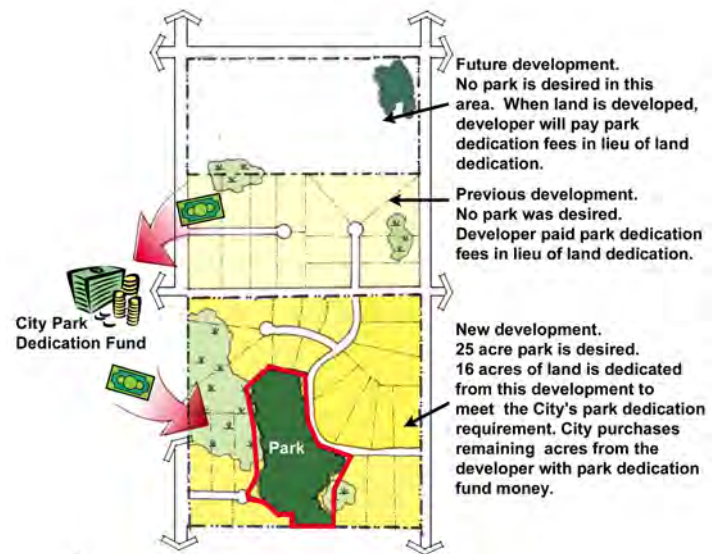 Future development.
No park is desired in this
area. When land is developed,
developer will pay park
dedication fees in lieu of land
dedication.
Previous development.
No park was desired.
Developer paid park dedication
fees in lieu of land dedication.
City Park
Dedication Fund
New development.
25 acre park is desired.
16 acres of land is dedicated
from this development to
meet the City's park dedication
requirement. City purchases
remaining acres from the
developer with park dedication
fund money.
Park